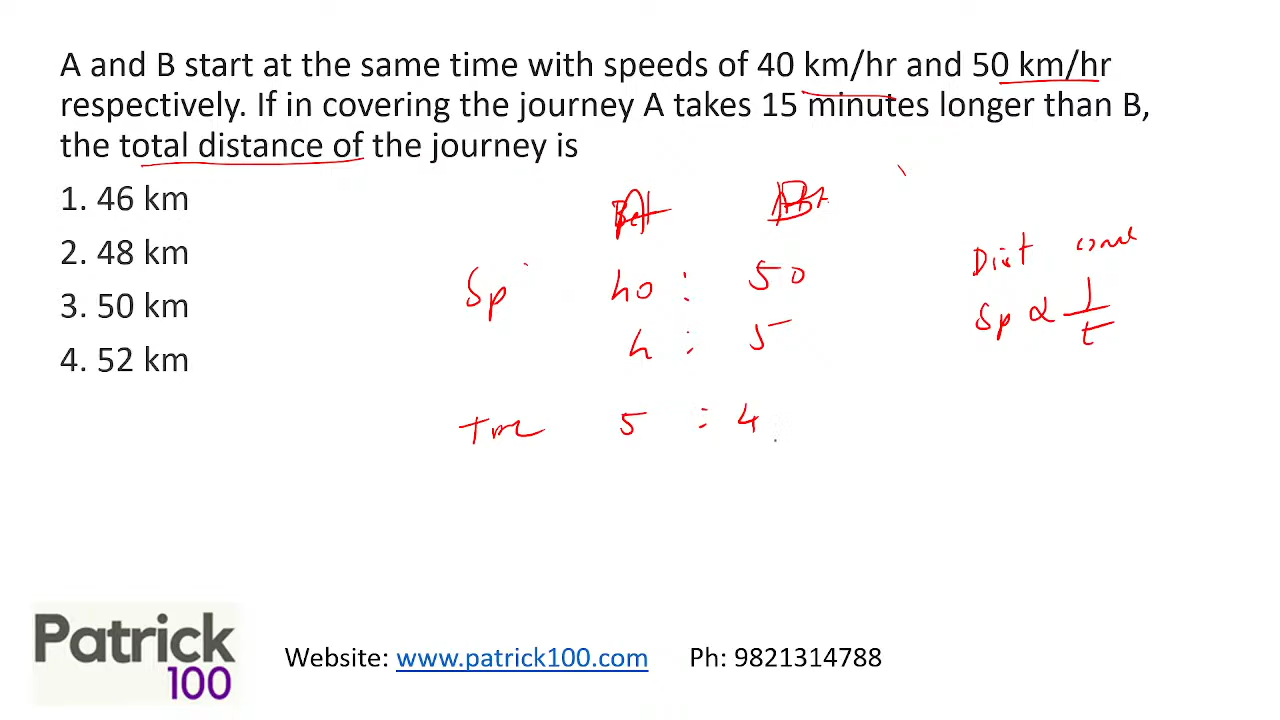 A and B start at the same time with speeds of 40 km/hr and 50 km/hr
respectively. If in covering the journey A takes 15 minutes longer than B,
the total distance of the journey is
1. 46 km
2. 48 km
3. 50 km
4. 52 km
Sp 40 : 50
4 : 5
Time 5 : 4
Dist const
Sp ∝ 1/t
Patrick
100
Website: www.patrick100.com Ph: 9821314788